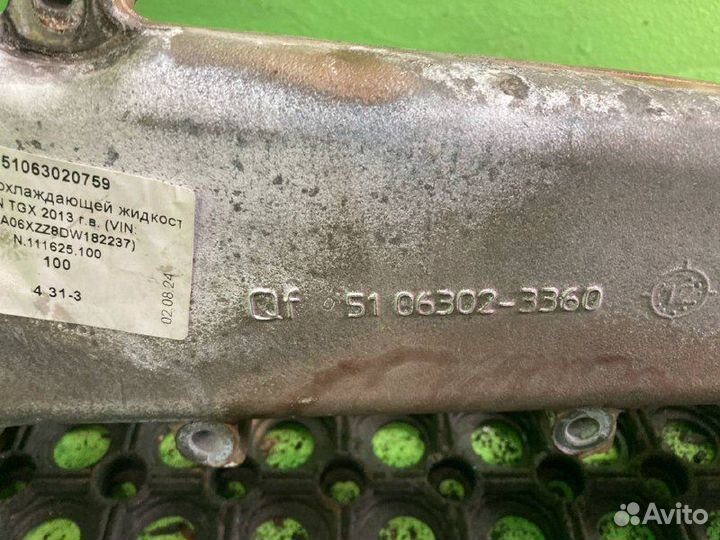 51063020759
охлаждающей жидкост
N TGX 2013 г.в. (VIN:
A06XZZ8DW182237)
N.111625.100
100
4 31-3
02.08.24
Qf 51 06302-3360
Avito